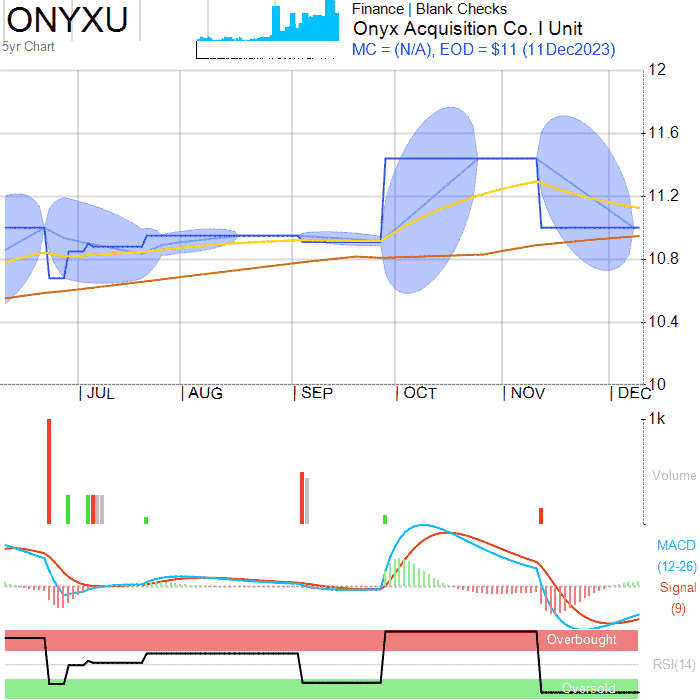 ONYXU
5yr Chart
Finance | Blank Checks
Onyx Acquisition Co. I Unit
MC = (N/A), EOD = $11 (11Dec2023)
12
11.6
11.2
10.8
10.4
10
| JUL | AUG | SEP | OCT | NOV | DEC
1k
Volume
MACD
(12-26)
Signal
(9)
Overbought
RSI(14)
Oversold